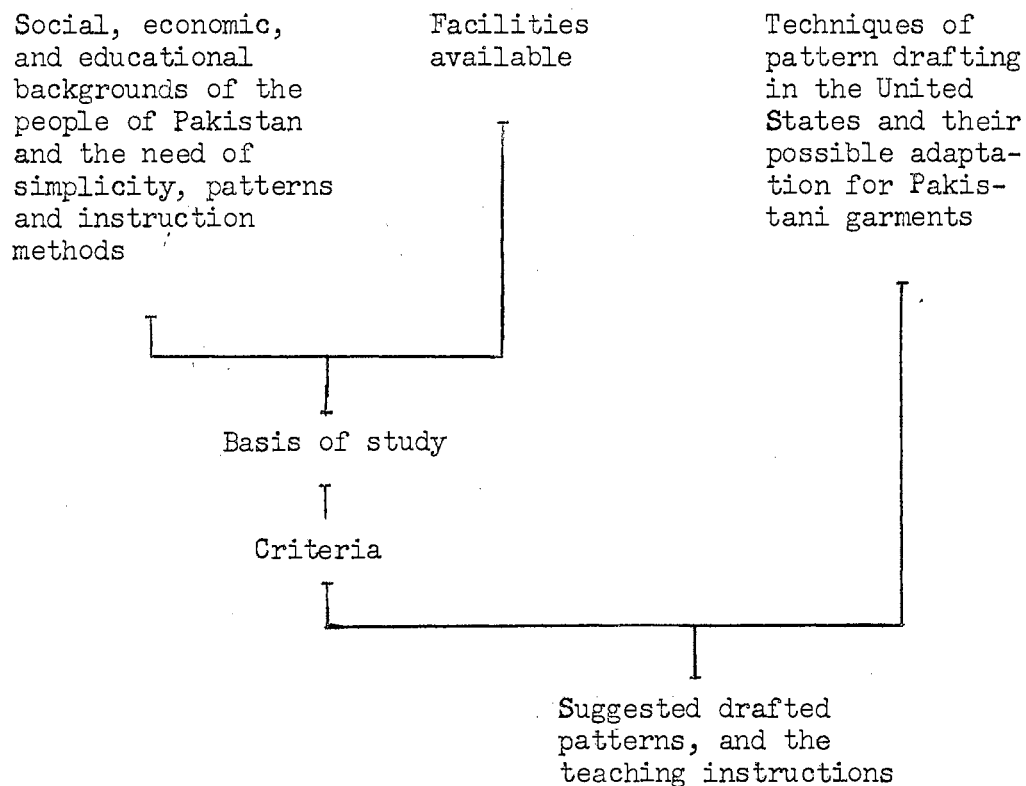 Social, economic,
and educational
backgrounds of the
people of Pakistan
and the need of
simplicity, patterns
and instruction
methods
Facilities
available
Techniques of
pattern drafting
in the United
States and their
possible adapta-
tion for Pakis-
tani garments
Basis of study
Criteria
Suggested drafted
patterns, and the
teaching instructions